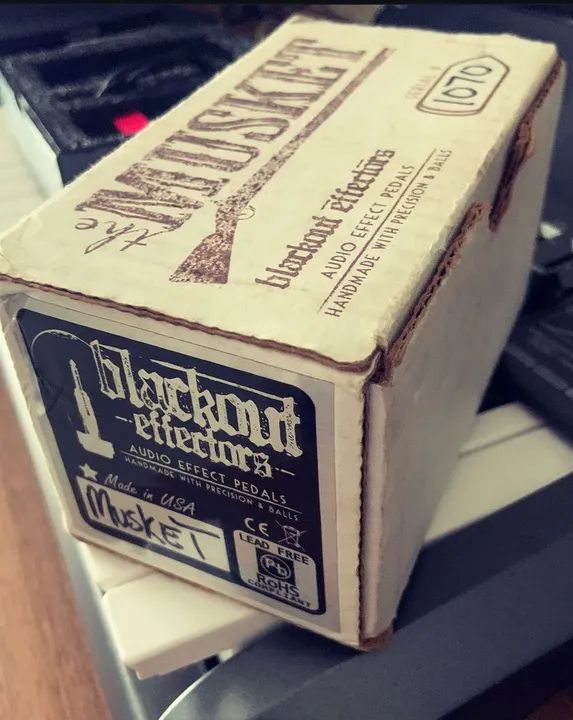 the MUSKET
SERIAL #
1070
blackout effectors
AUDIO EFFECT PEDALS
HANDMADE WITH PRECISION & BALLS
blackout
-effectors-
AUDIO EFFECT PEDALS
HANDMADE WITH PRECISION & BALLS
Made in USA
MUSKET
CE
LEAD FREE
Pb
ROHS
COMPLIANT